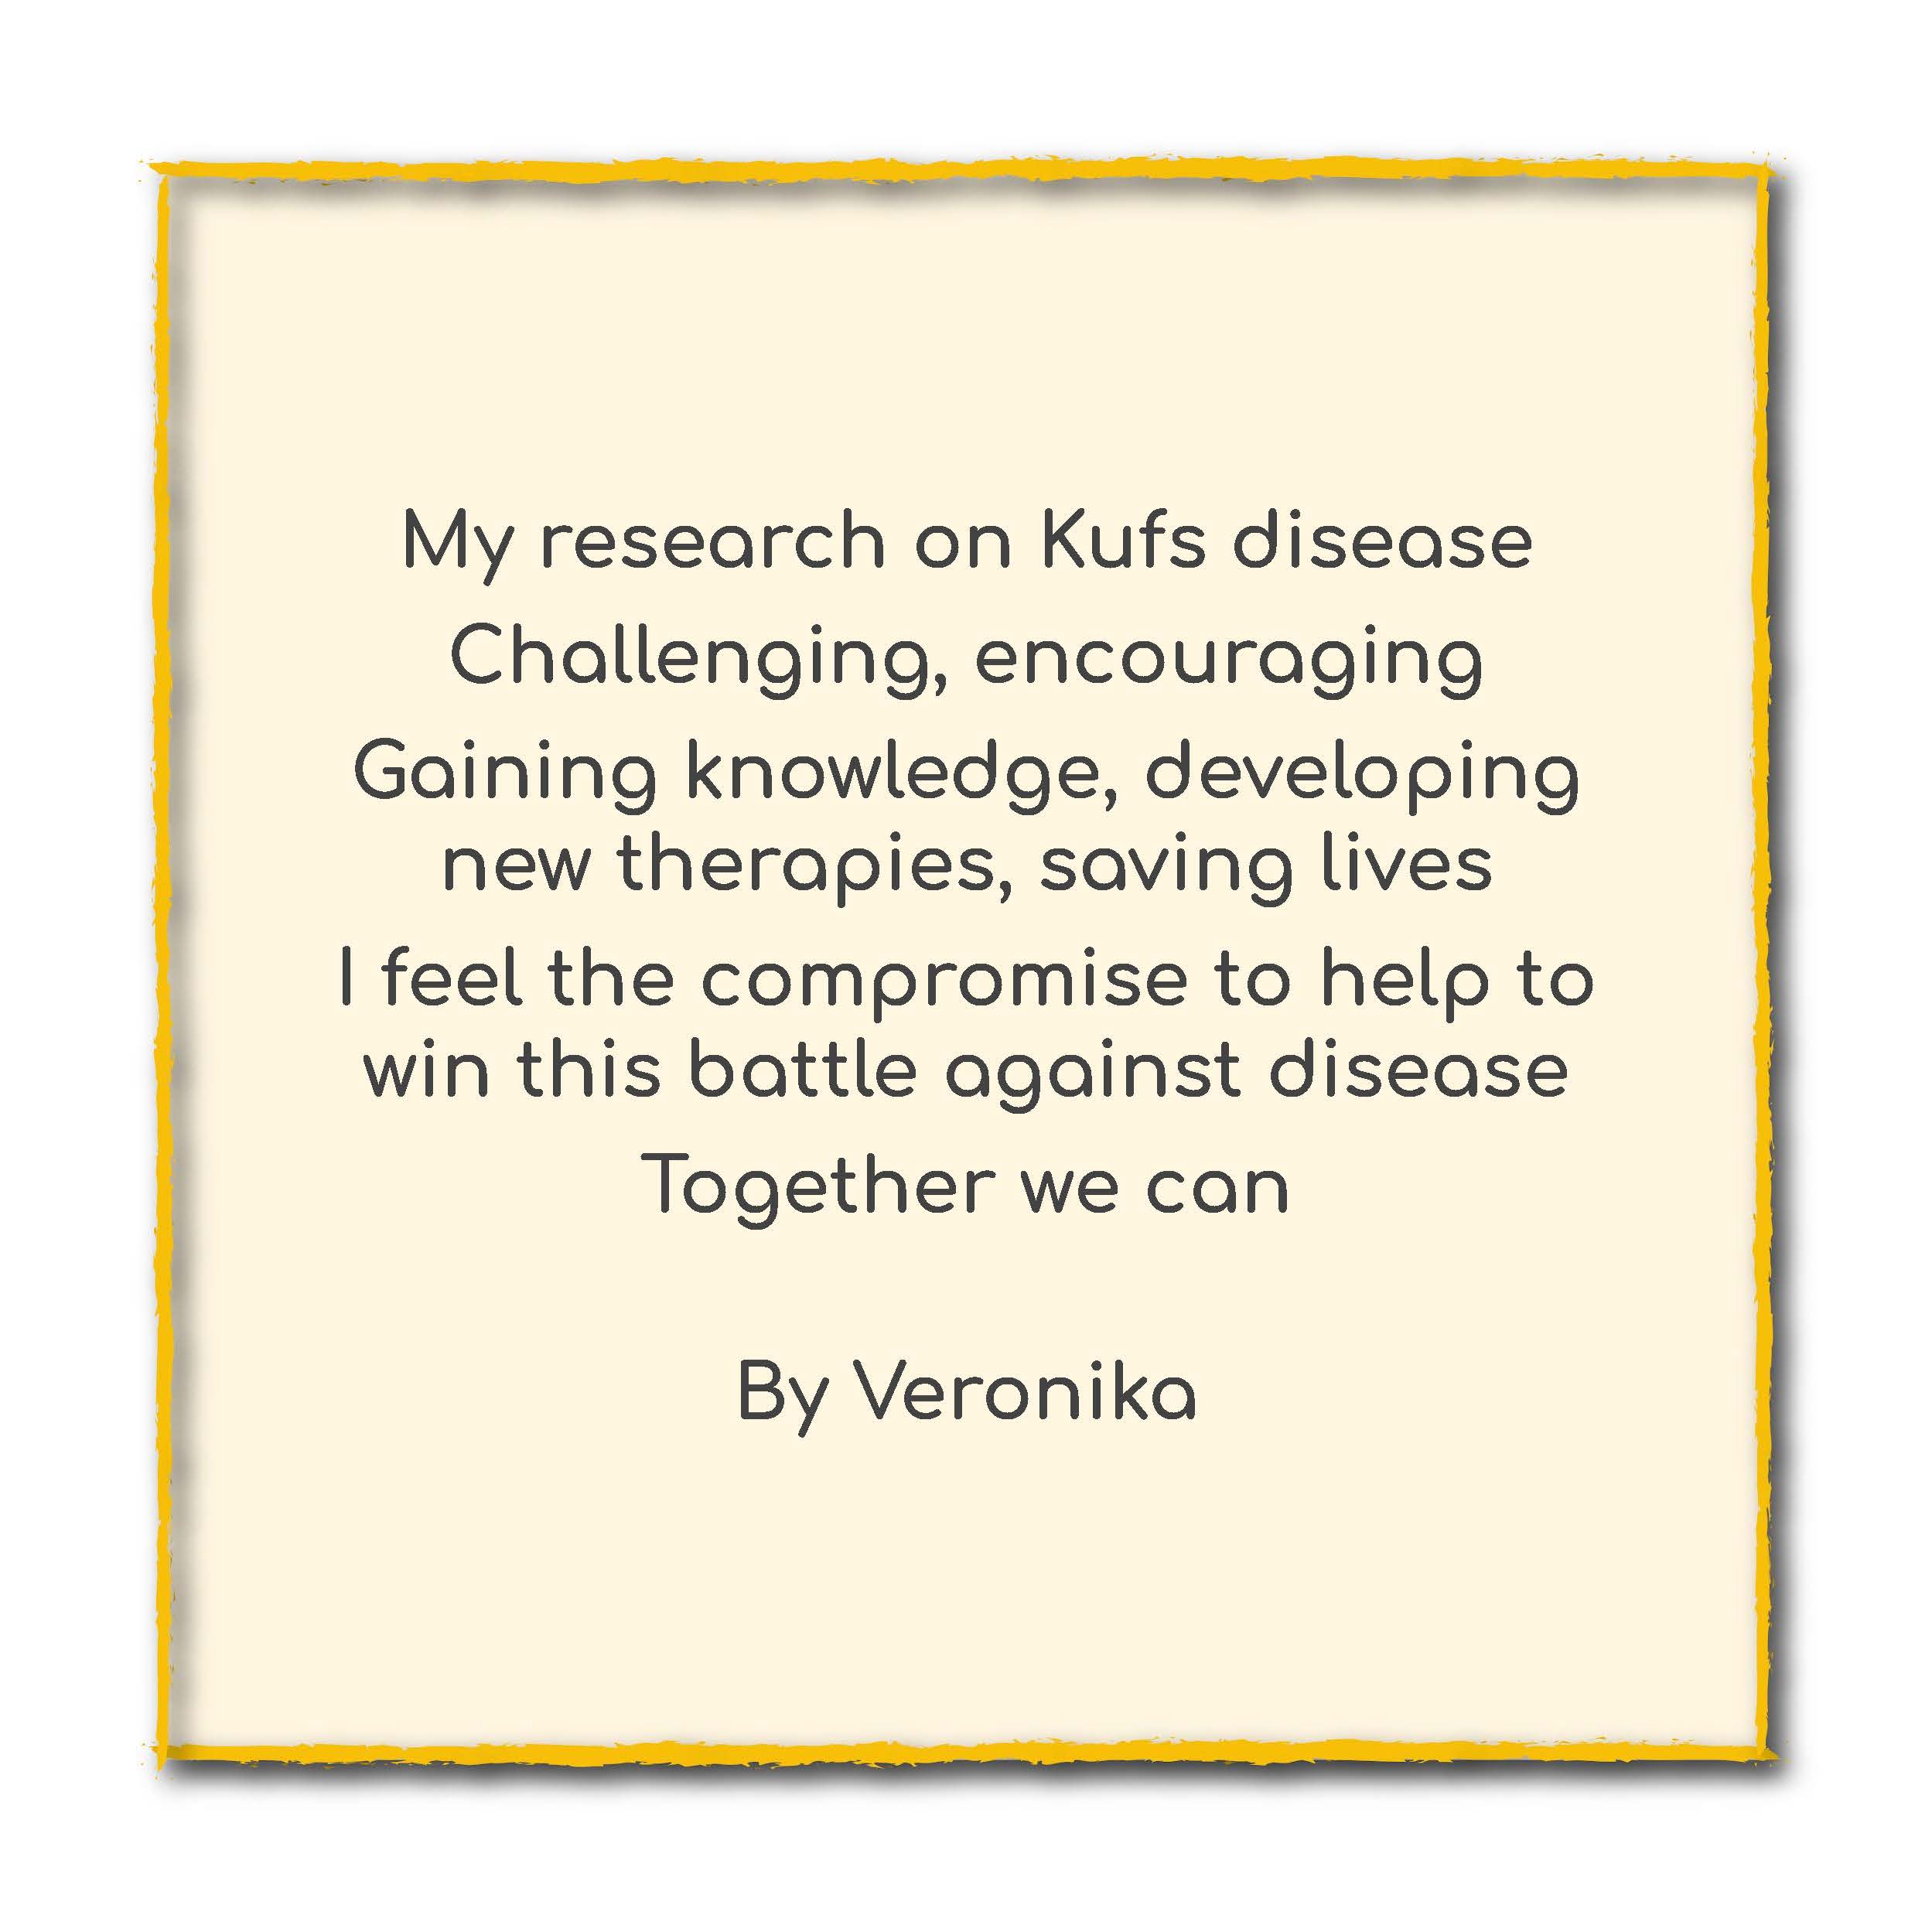 My research on Kufs disease
Challenging, encouraging
Gaining knowledge, developing
new therapies, saving lives
I feel the compromise to help to
win this battle against disease
Together we can
By Veronika